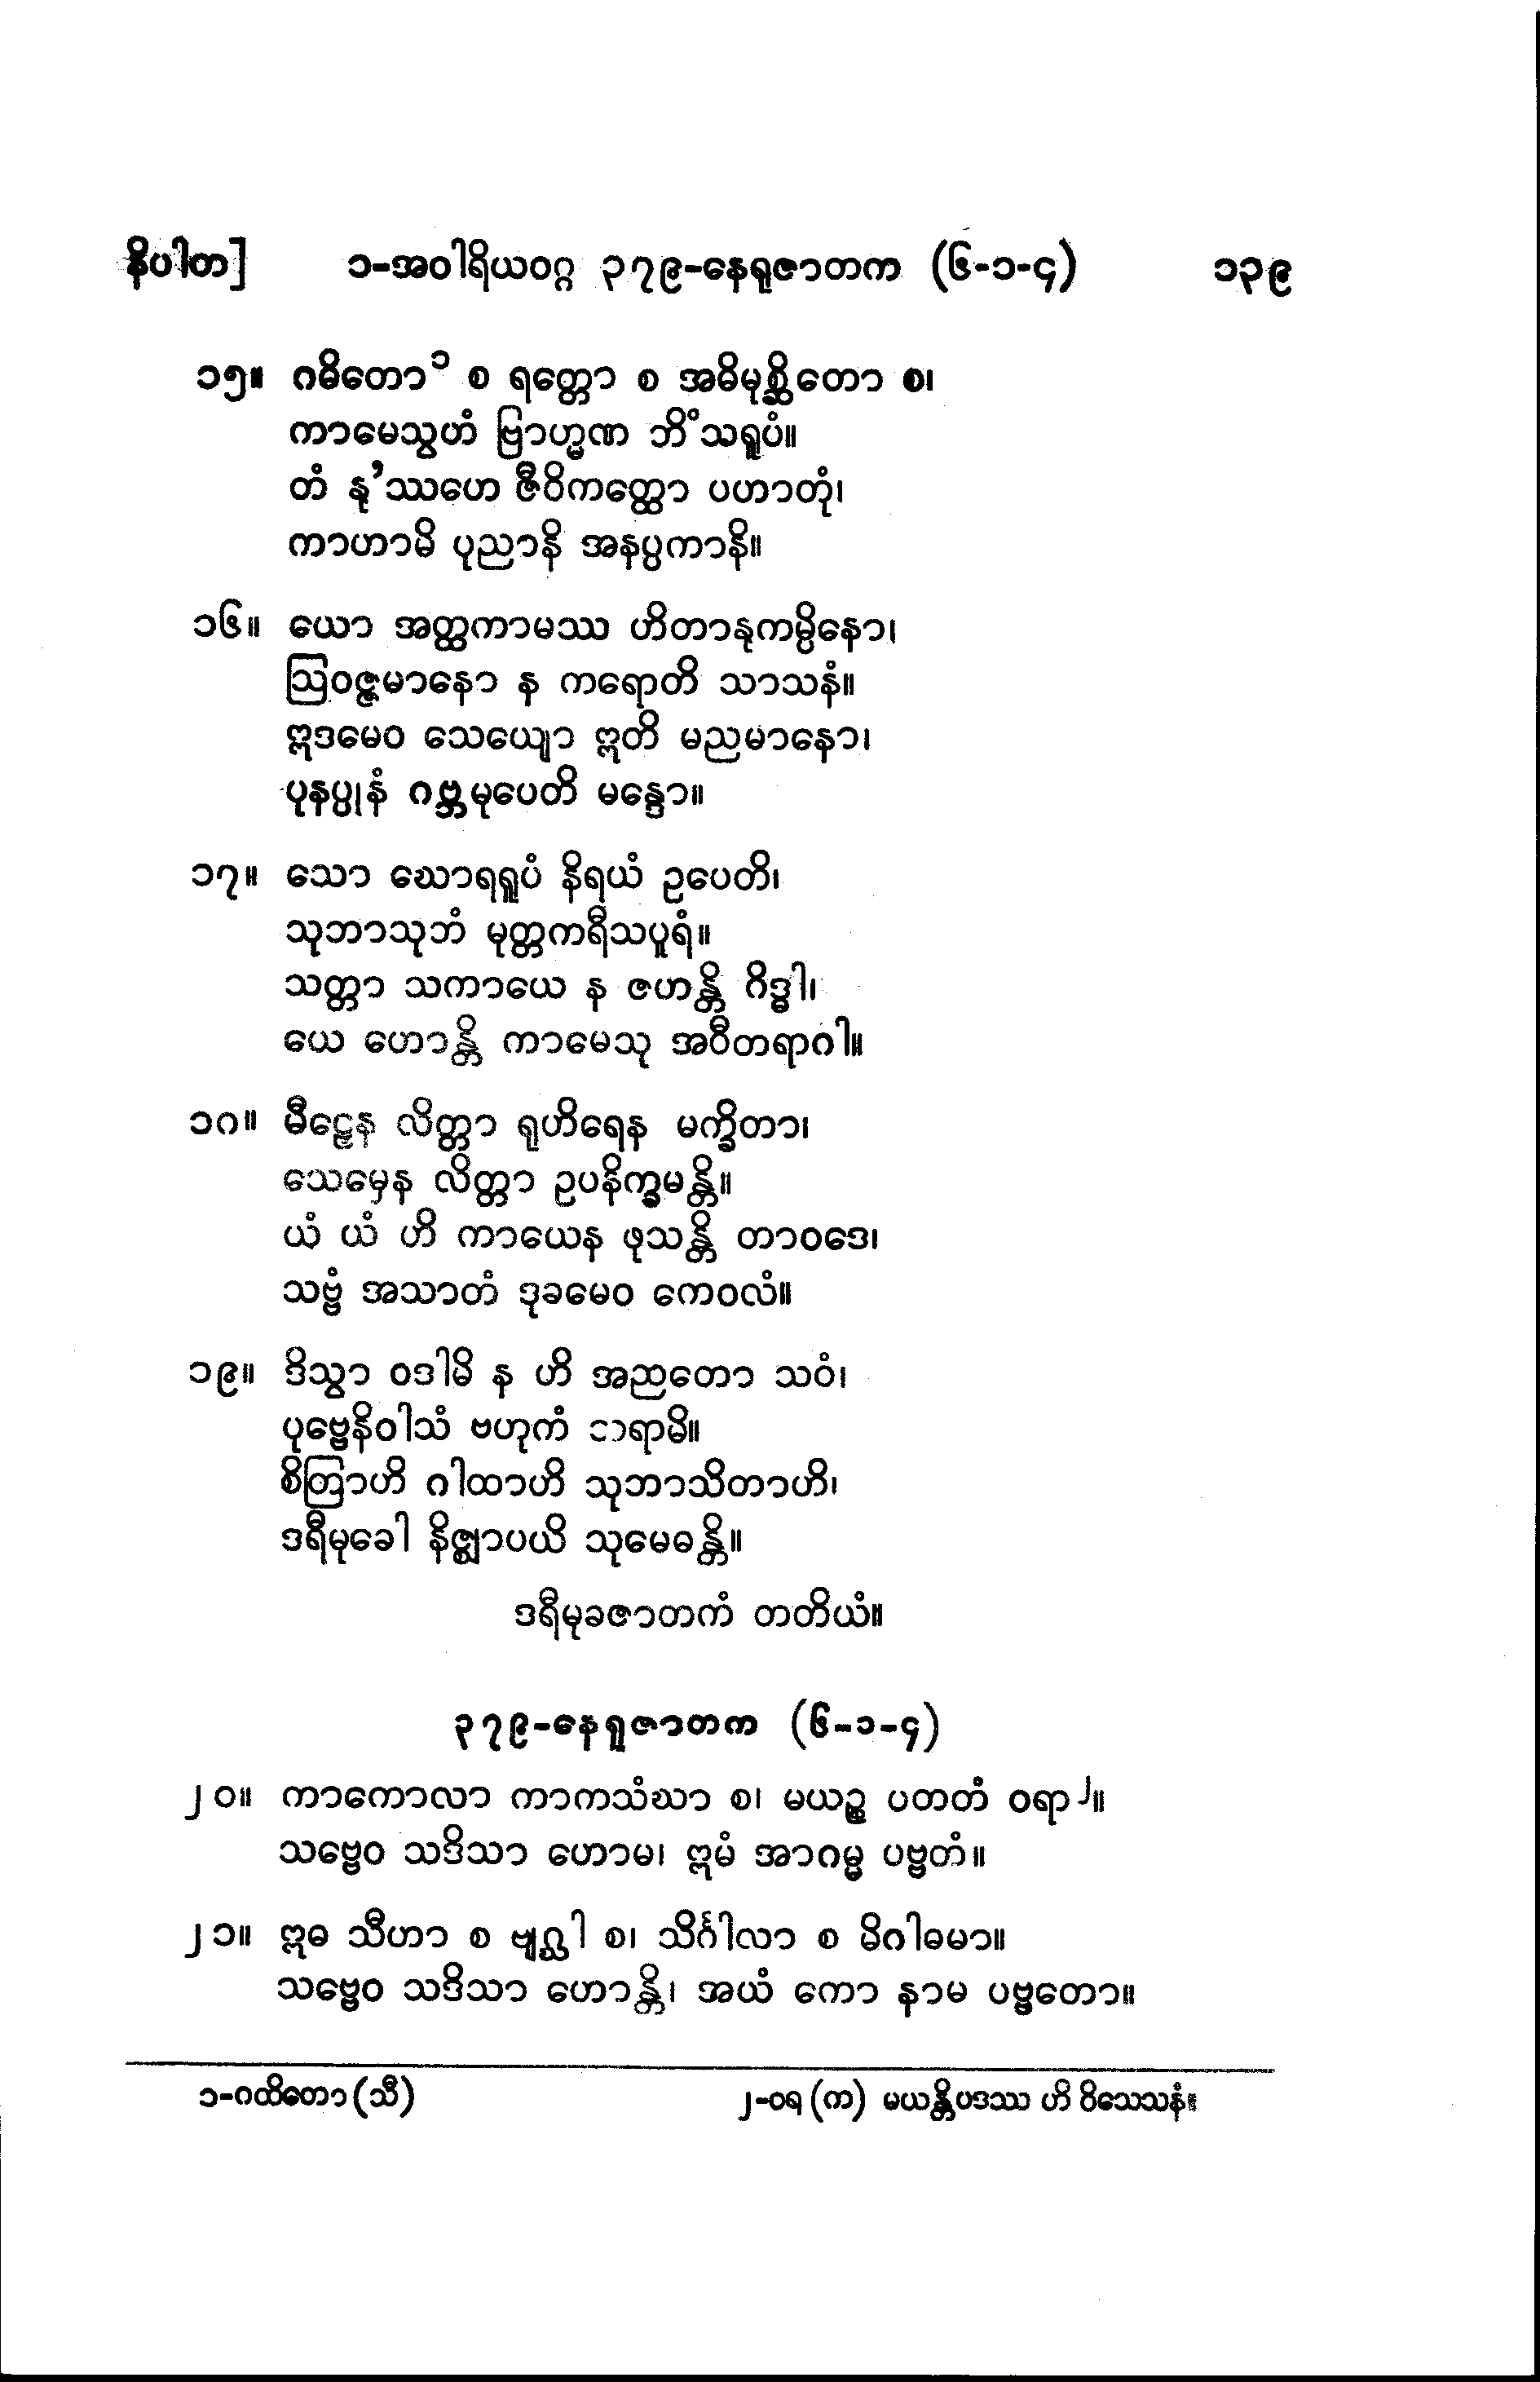 နိပါတ] ၁-အဝါရိယဝဂ္ဂ ၃၇၉-နေရူဇာတက (၆-၁-၄) ၁၃၉
၁၅။ ဂဓိတော၁ စ ရတ္တော စ အဓိမုစ္ဆိတော စ၊
ကာမေသွဟံ ဗြာဟ္မဏ ဘိံသရူပံ။
တံ နု’ဿဟေ ဇီဝိကတ္ထော ပဟာတုံ၊
ကာဟာမိ ပုညာနိ အနပ္ပကာနိ။
၁၆။ ယော အတ္ထကာမဿ ဟိတာနုကမ္ပိနော၊
ဩဝဇ္ဇမာနော န ကရောတိ သာသနံ။
ဣဒမေဝ သေယျော ဣတိ မညမာနော၊
ပုနပ္ပုနံ ဂဗ္ဘမုပေတိ မန္ဒော။
၁၇။ သော ဃောရရူပံ နိရယံ ဥပေတိ၊
သုဘာသုဘံ မုတ္တကရီသပူရံ။
သတ္တာ သကာယေ န ဇဟန္တိ ဂိဒ္ဓါ၊
ယေ ဟောန္တိ ကာမေသု အဝီတရာဂါ။
၁၈။ မီဠှေန လိတ္တာ ရုဟိရေန မက္ခိတာ၊
သေမှေန လိတ္တာ ဥပနိက္ခမန္တိ။
ယံ ယံ ဟိ ကာယေန ဖုသန္တိ တာဝဒေ၊
သဗ္ဗံ အသာတံ ဒုခမေဝ ကေဝလံ။
၁၉။ ဒိသွာ ဝဒါမိ န ဟိ အညတော သဝံ၊
ပုဗ္ဗေနိဝါသံ ဗဟုကံ သရာမိ။
စိတြာဟိ ဂါထာဟိ သုဘာသိတာဟိ၊
ဒရီမုခေါ နိဇ္ဈာပယိ သုမေဓန္တိ။
ဒရီမုခဇာတကံ တတိယံ။
၃၇၉-နေရူဇာတက (၆-၁-၄)
၂၀။ ကာကောလာ ကာကသံဃာ စ၊ မယဉ္စ ပတတံ ဝရာ၂။
သဗ္ဗေဝ သဒိသာ ဟောမ၊ ဣမံ အာဂမ္မ ပဗ္ဗတံ။
၂၁။ ဣဓ သီဟာ စ ဗျဂ္ဃါ စ၊ သိင်္ဂါလာ စ မိဂါဓမာ။
သဗ္ဗေဝ သဒိသာ ဟောန္တိ၊ အယံ ကော နာမ ပဗ္ဗတော။
၁-ဂထိတော (သီ) ၂-ဝရ (က) မယန္တိပဒဿ ဟိ ဝိသေသနံ။